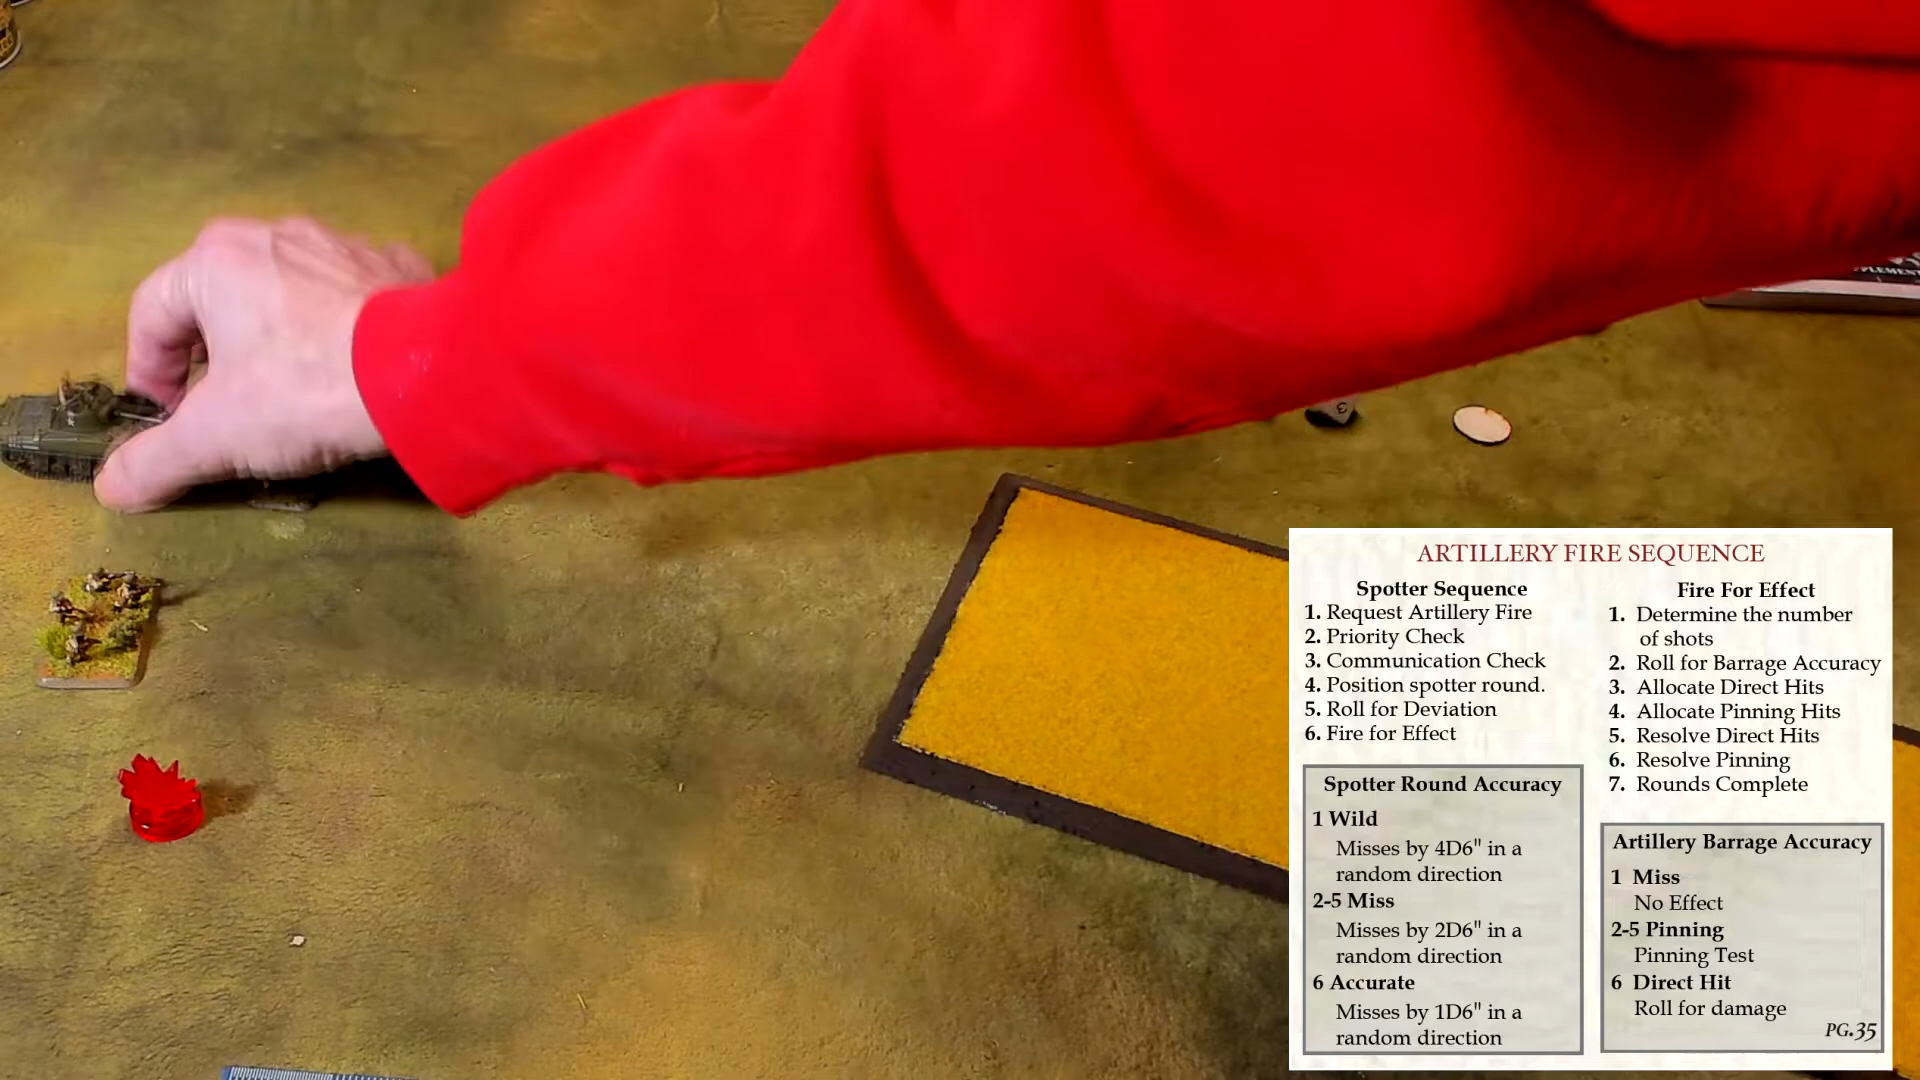 3
ARTILLERY FIRE SEQUENCE
Spotter Sequence
1. Request Artillery Fire
2. Priority Check
3. Communication Check
4. Position spotter round.
5. Roll for Deviation
6. Fire for Effect
Spotter Round Accuracy
1 Wild
Misses by 4D6" in a
random direction
2-5 Miss
Misses by 2D6" in a
random direction
6 Accurate
Misses by 1D6" in a
random direction
Fire For Effect
1. Determine the number
of shots
2. Roll for Barrage Accuracy
3. Allocate Direct Hits
4. Allocate Pinning Hits
5. Resolve Direct Hits
6. Resolve Pinning
7. Rounds Complete
Artillery Barrage Accuracy
1 Miss
No Effect
2-5 Pinning
Pinning Test
6 Direct Hit
Roll for damage
PG.35